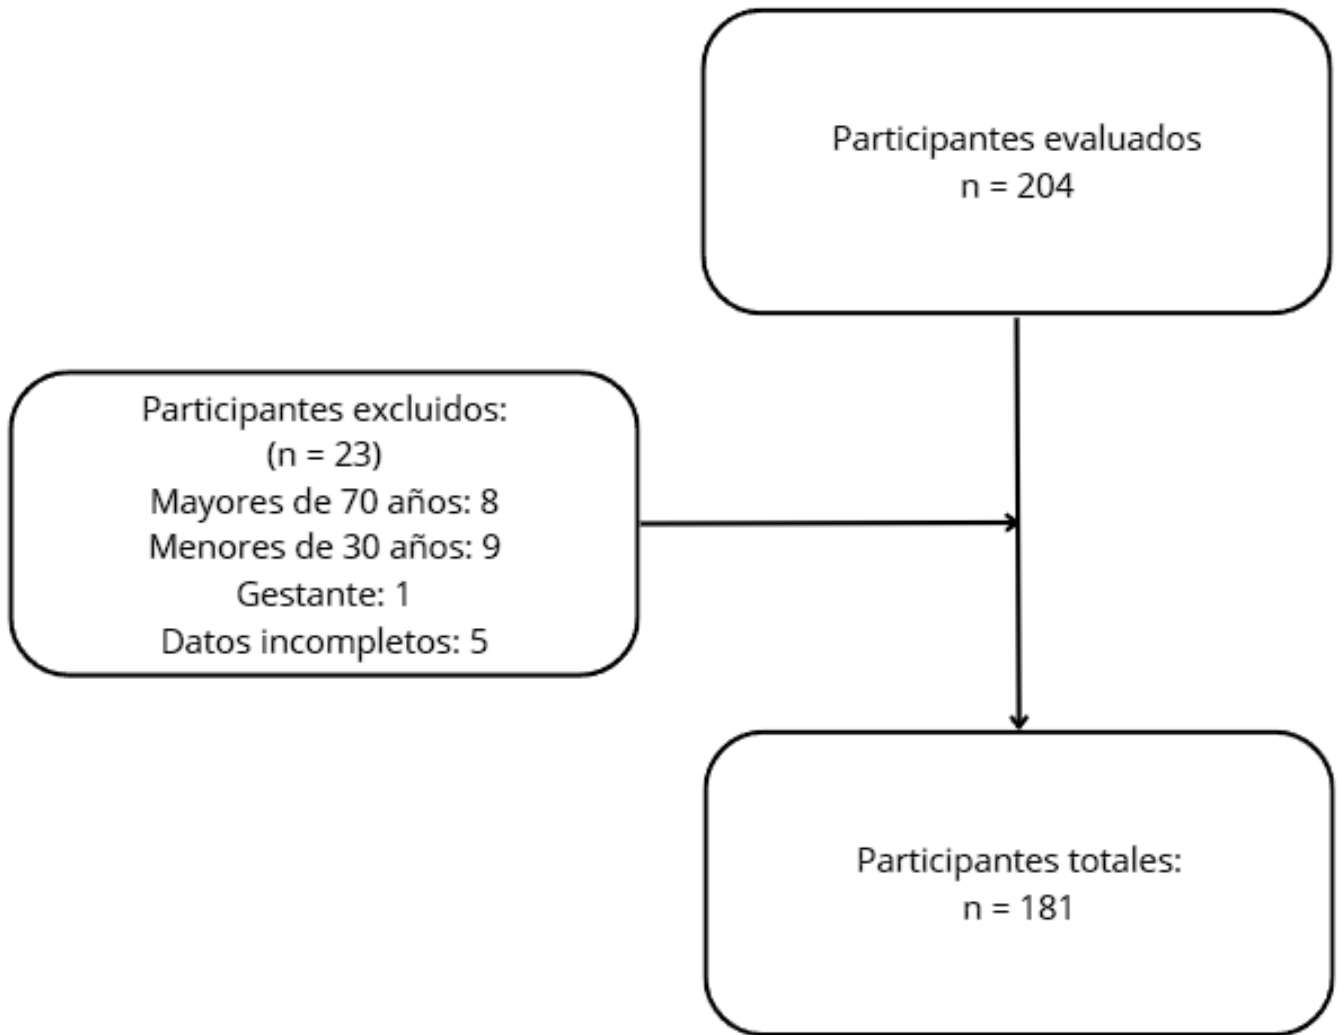 Participantes evaluados
n = 204
Participantes excluidos:
(n = 23)
Mayores de 70 años: 8
Menores de 30 años: 9
Gestante: 1
Datos incompletos: 5
Participantes totales:
n = 181